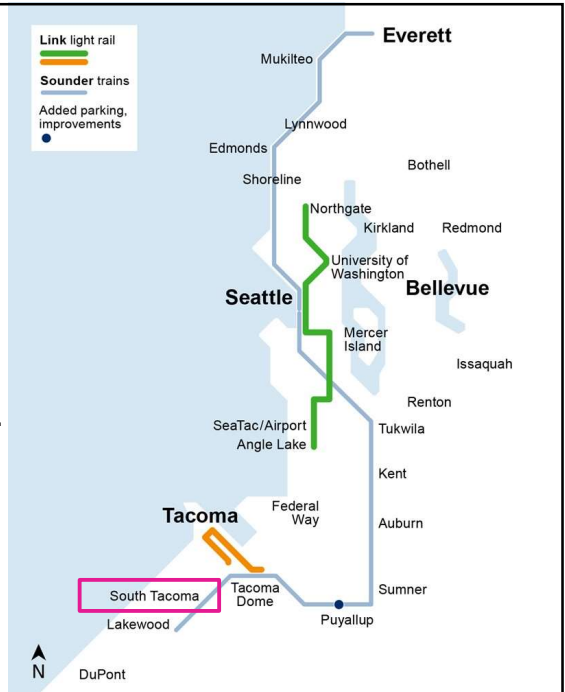 Link light rail
Sounder trains
Added parking,
improvements
Everett
Mukilteo
Lynnwood
Edmonds
Bothell
Shoreline
Northgate
Kirkland
Redmond
University of
Washington
Seattle
Bellevue
Mercer
Island
Issaquah
Renton
SeaTac/Airport
Tukwila
Angle Lake
Kent
Federal
Way
Tacoma
Auburn
South Tacoma
Tacoma
Dome
Sumner
Puyallup
Lakewood
N
DuPont